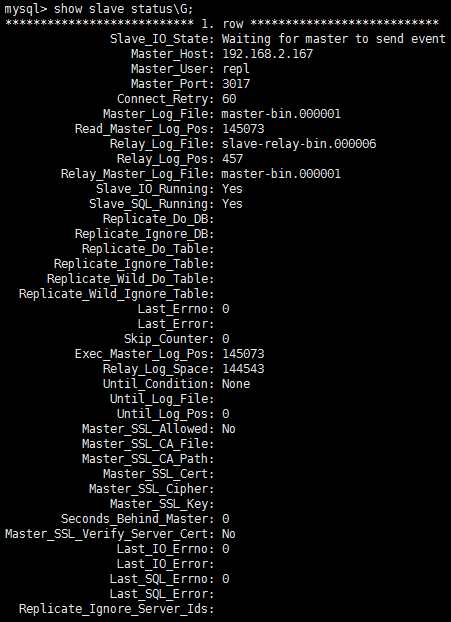 mysql> show slave status\G;
*************************** 1. row ***************************
Slave_IO_State: Waiting for master to send event
Master_Host: 192.168.2.167
Master_User: repl
Master_Port: 3017
Connect_Retry: 60
Master_Log_File: master-bin.000001
Read_Master_Log_Pos: 145073
Relay_Log_File: slave-relay-bin.000006
Relay_Log_Pos: 457
Relay_Master_Log_File: master-bin.000001
Slave_IO_Running: Yes
Slave_SQL_Running: Yes
Replicate_Do_DB:
Replicate_Ignore_DB:
Replicate_Do_Table:
Replicate_Ignore_Table:
Replicate_Wild_Do_Table:
Replicate_Wild_Ignore_Table:
Last_Errno: 0
Last_Error:
Skip_Counter: 0
Exec_Master_Log_Pos: 145073
Relay_Log_Space: 144543
Until_Condition: None
Until_Log_File:
Until_Log_Pos: 0
Master_SSL_Allowed: No
Master_SSL_CA_File:
Master_SSL_CA_Path:
Master_SSL_Cert:
Master_SSL_Cipher:
Master_SSL_Key:
Seconds_Behind_Master: 0
Master_SSL_Verify_Server_Cert: No
Last_IO_Errno: 0
Last_IO_Error:
Last_SQL_Errno: 0
Last_SQL_Error:
Replicate_Ignore_Server_Ids: